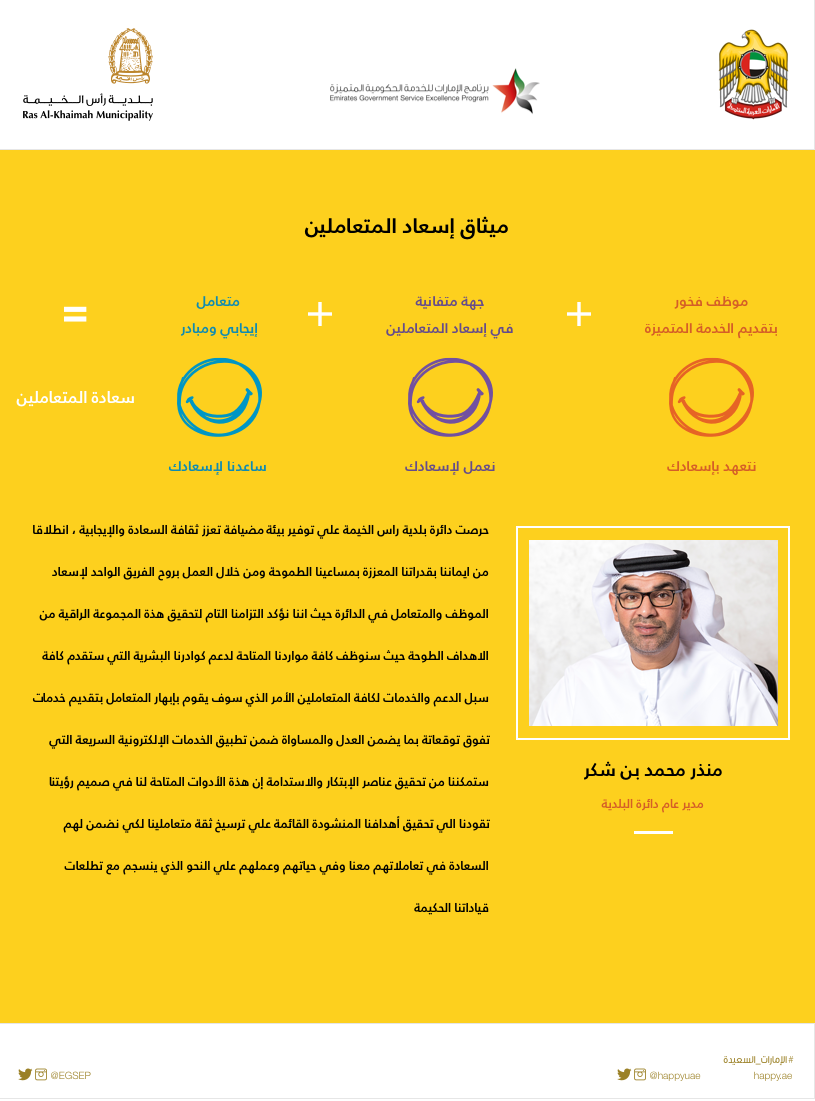 بلدية رأس الخيمة
Ras Al-Khaimah Municipality
برنامج الإمارات للخدمة الحكومية المتميزة
Emirates Government Service Excellence Program
الإمارات العربية المتحدة
ميثاق إسعاد المتعاملين
موظف فخور
بتقديم الخدمة المتميزة
+
جهة متفانية
في إسعاد المتعاملين
+
متعامل
إيجابي ومبادر
=
نتعهد بإسعادك
نعمل لإسعادك
ساعدنا لإسعادك
سعادة المتعاملين
حرصت دائرة بلدية راس الخيمة علي توفير بيئة مضيافة تعزز ثقافة السعادة والإيجابية ، انطلاقا
من ايماننا بقدراتنا المعززة بمساعينا الطموحة ومن خلال العمل بروح الفريق الواحد لإسعاد
الموظف والمتعامل في الدائرة حيث اننا نؤكد التزامنا التام لتحقيق هذة المجموعة الراقية من
الاهداف الطوحة حيث سنوظف كافة مواردنا المتاحة لدعم كوادرنا البشرية التي ستقدم كافة
سبل الدعم والخدمات لكافة المتعاملين الأمر الذي سوف يقوم بإبهار المتعامل بتقديم خدمات
تفوق توقعاتة بما يضمن العدل والمساواة ضمن تطبيق الخدمات الإلكترونية السريعة التي
ستمكننا من تحقيق عناصر الإبتكار والاستدامة إن هذة الأدوات المتاحة لنا في صميم رؤيتنا
تقودنا الي تحقيق أهدافنا المنشودة القائمة علي ترسيخ ثقة متعاملينا لكي نضمن لهم
السعادة في تعاملاتهم معنا وفي حياتهم وعملهم علي النحو الذي ينسجم مع تطلعات
قياداتنا الحكيمة
منذر محمد بن شكر
مدير عام دائرة البلدية
#الإمارات_السعيدة
happy.ae
@happyuae
@EGSEP